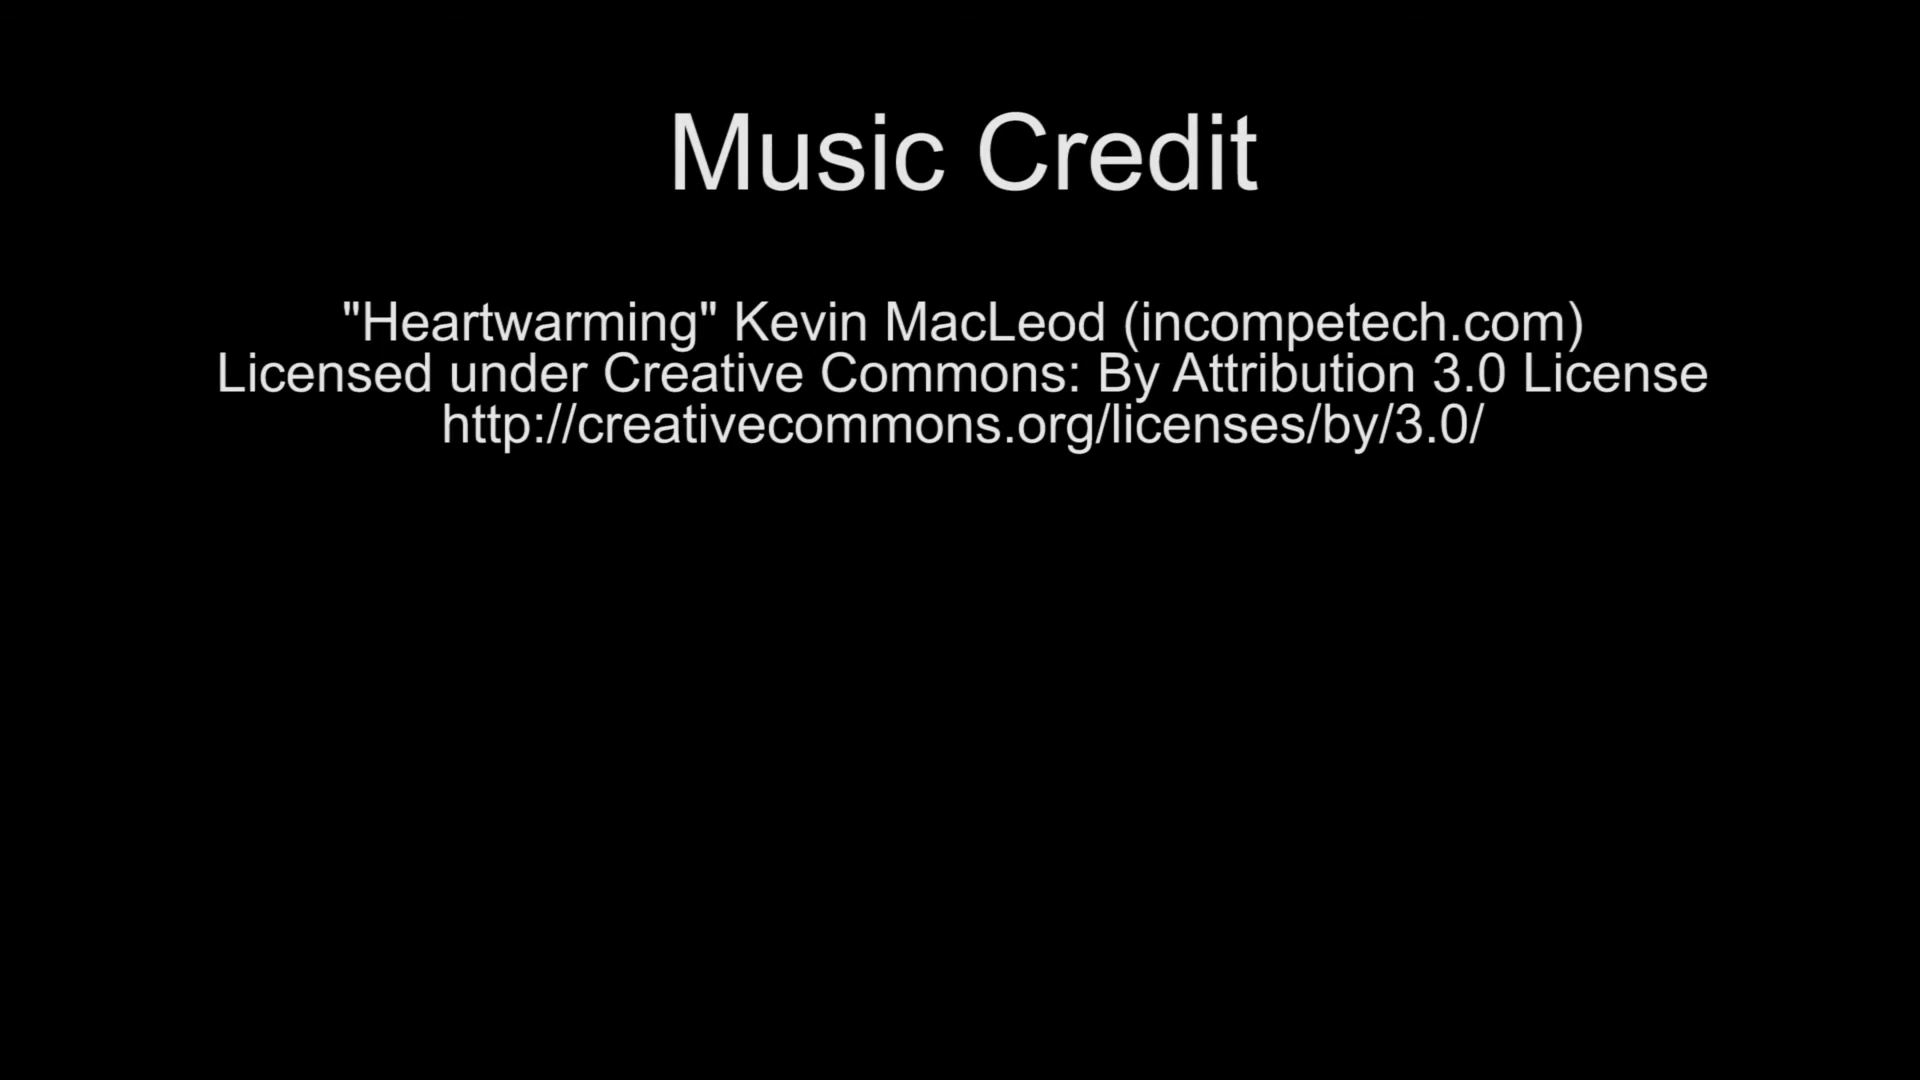 Music Credit
"Heartwarming" Kevin MacLeod (incompetech.com)
Licensed under Creative Commons: By Attribution 3.0 License
http://creativecommons.org/licenses/by/3.0/